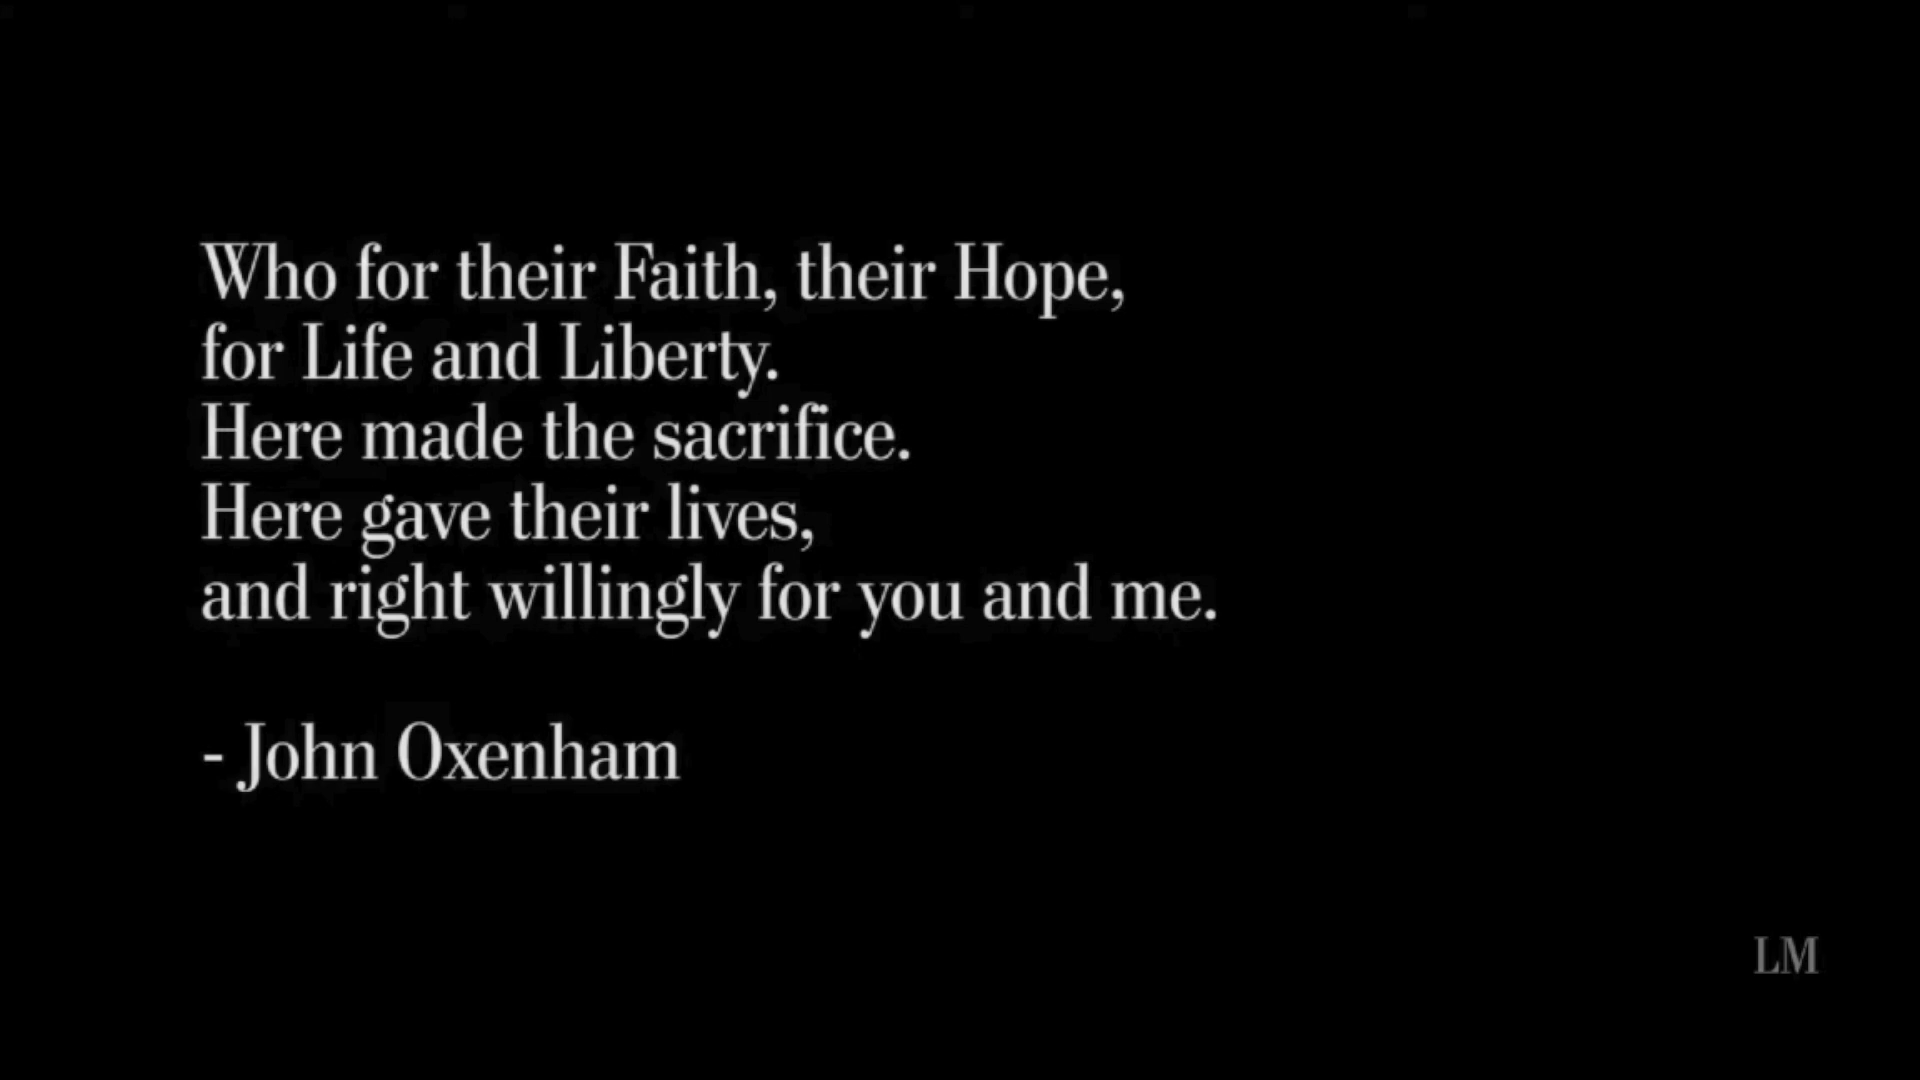 Who for their Faith, their Hope,
for Life and Liberty.
Here made the sacrifice.
Here gave their lives,
and right willingly for you and me.
- John Oxenham
LM